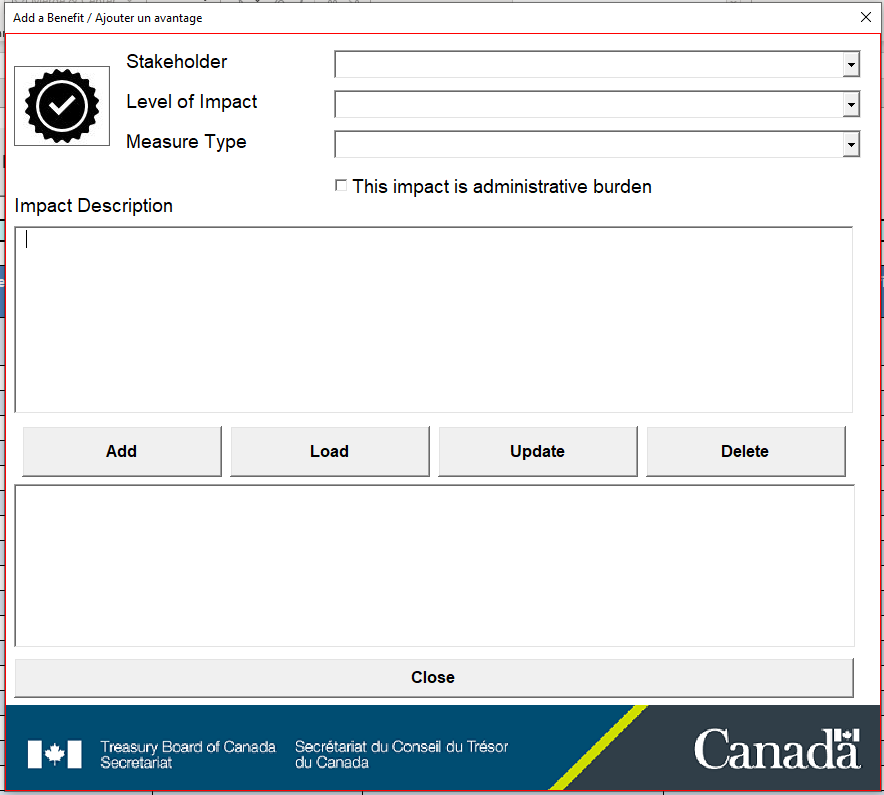 Add a Benefit / Ajouter un avantage
Stakeholder
Level of Impact
Measure Type
This impact is administrative burden
Impact Description
Add
Load
Update
Delete
Close
Treasury Board of Canada
Secretariat
Secrétariat du Conseil du Trésor
du Canada
Canada